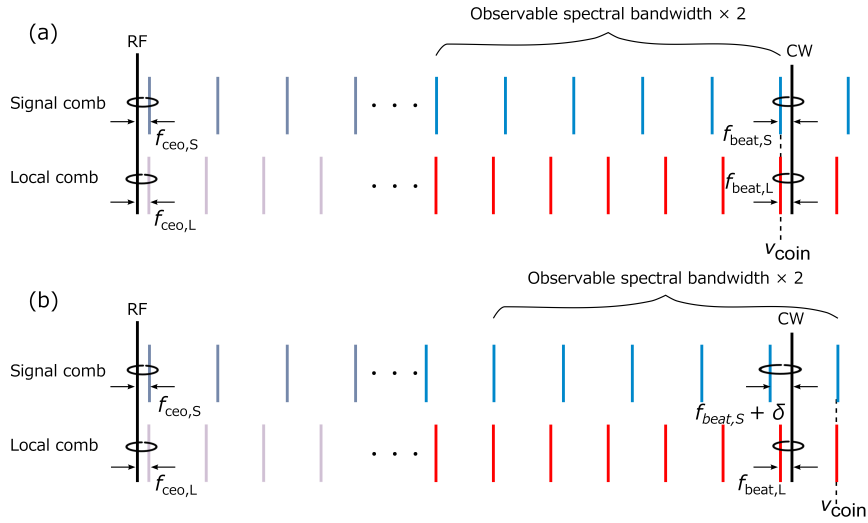 (a)
Observable spectral bandwidth × 2
RF
CW
Signal comb
f_ceo,S
f_beat,S
Local comb
f_ceo,L
f_beat,L
ν_coin
(b)
Observable spectral bandwidth × 2
RF
CW
Signal comb
f_ceo,S
f_beat,S + δ
Local comb
f_ceo,L
f_beat,L
ν_coin